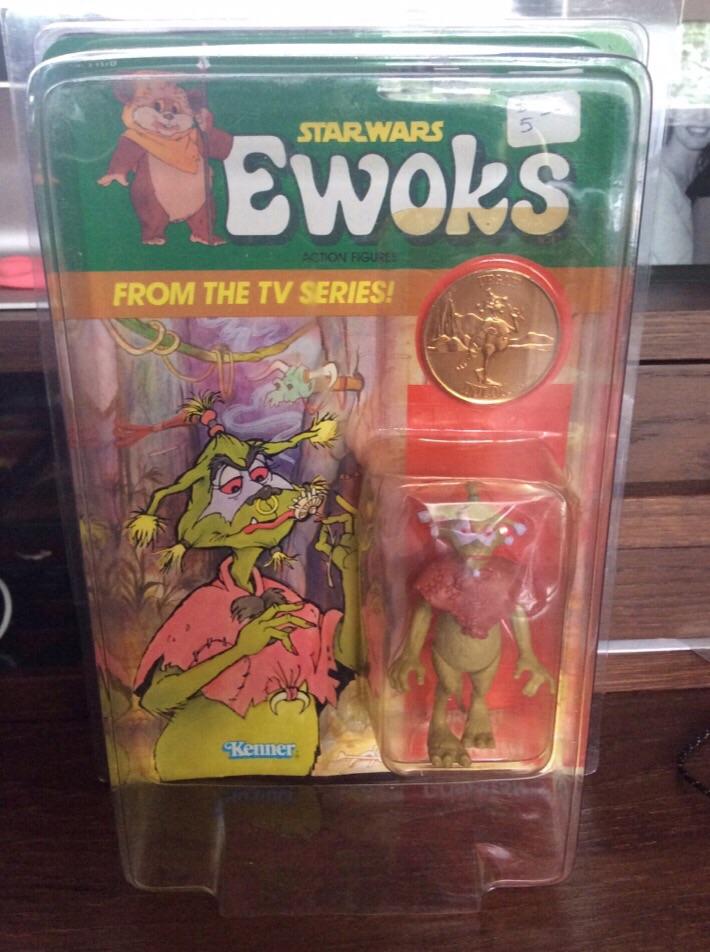 STAR WARS
5
Ewoks
ACTION FIGURES
FROM THE TV SERIES!
Kenner